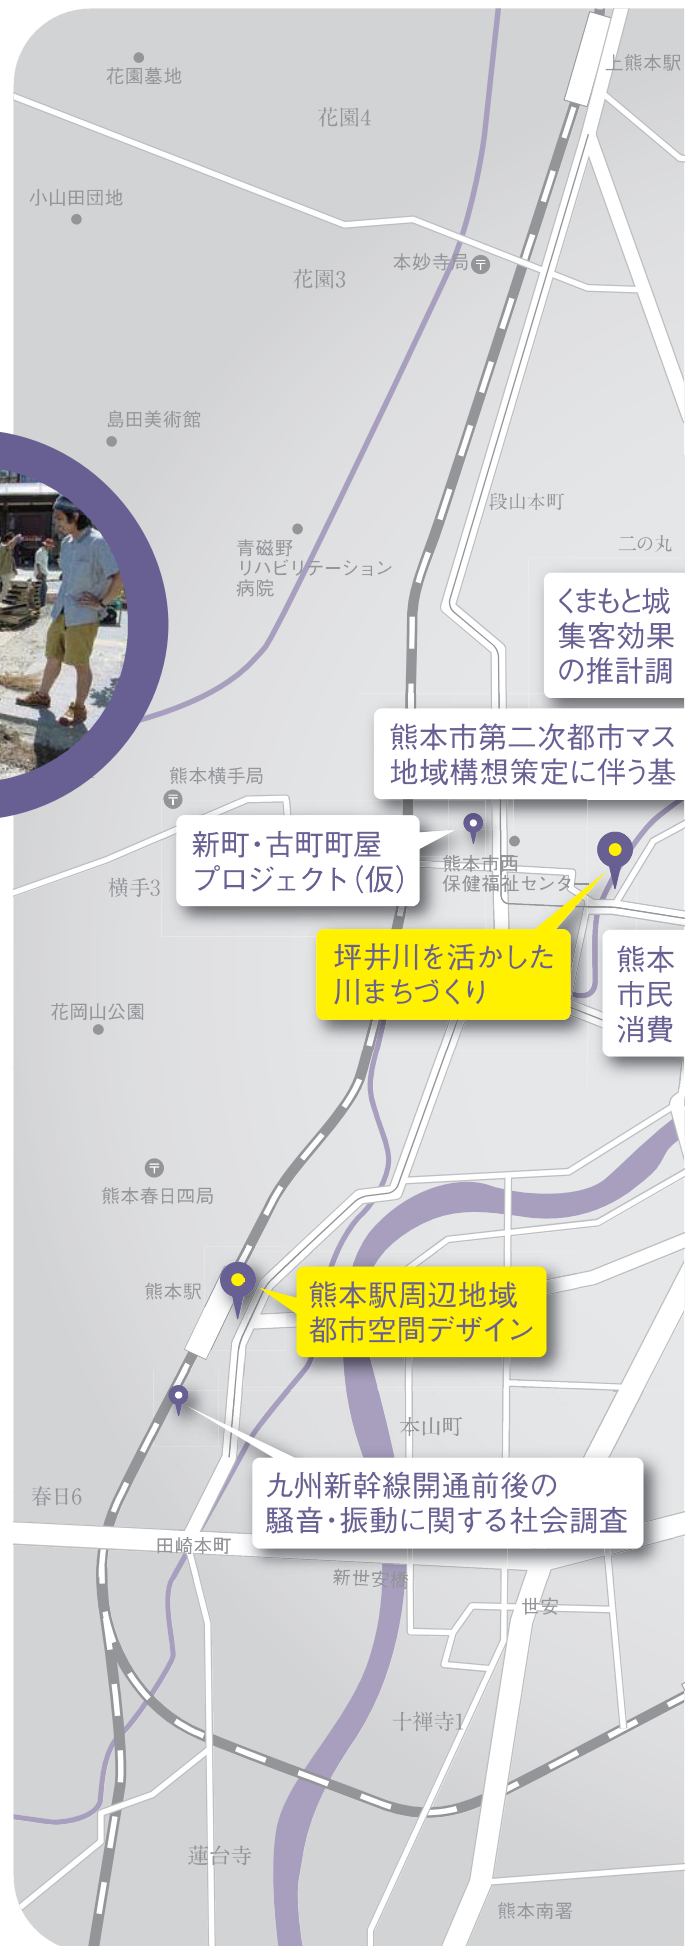 上熊本駅
花園墓地
花園4
小山田団地
本妙寺局
花園3
島田美術館
段山本町
青磁野
リハビリテーション
病院
二の丸
くまもと城
集客効果
の推計調
熊本市第二次都市マス
地域構想策定に伴う基
熊本横手局
新町・古町町屋
プロジェクト(仮)
熊本市西
保健福祉センター
横手3
坪井川を活かした
川まちづくり
熊本
市民
消費
花岡山公園
熊本春日四局
熊本駅
熊本駅周辺地域
都市空間デザイン
本山町
九州新幹線開通前後の
騒音・振動に関する社会調査
春日6
田崎本町
新世安橋
世安
十禅寺1
蓮台寺
熊本南署